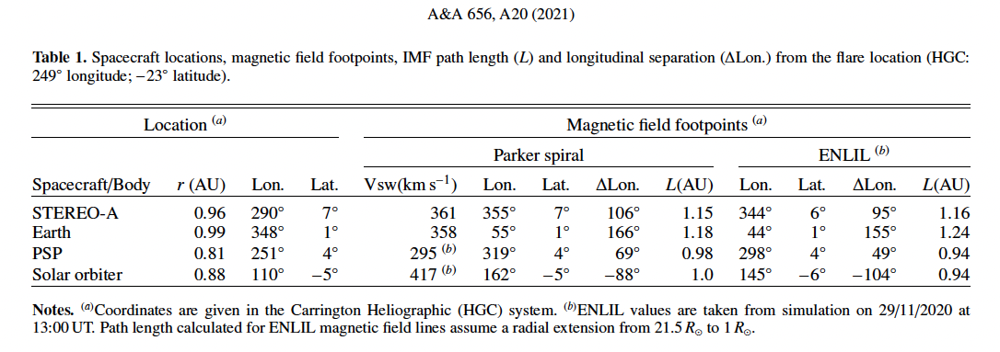 A&A 656, A20 (2021)
Table 1. Spacecraft locations, magnetic field footpoints, IMF path length (L) and longitudinal separation (ΔLon.) from the flare location (HGC:
249° longitude; −23° latitude).
Location (a) Magnetic field footpoints (a)
Parker spiral ENLIL (b)
Spacecraft/Body r (AU) Lon. Lat. Vsw(km s−1) Lon. Lat. ΔLon. L(AU) Lon. Lat. ΔLon. L(AU)
STEREO-A 0.96 290° 7° 361 355° 7° 106° 1.15 344° 6° 95° 1.16
Earth 0.99 348° 1° 358 55° 1° 166° 1.18 44° 1° 155° 1.24
PSP 0.81 251° 4° 295 (b) 319° 4° 69° 0.98 298° 4° 49° 0.94
Solar orbiter 0.88 110° −5° 417 (b) 162° −5° −88° 1.0 145° −6° −104° 0.94
Notes. (a)Coordinates are given in the Carrington Heliographic (HGC) system. (b)ENLIL values are taken from simulation on 29/11/2020 at
13:00 UT. Path length calculated for ENLIL magnetic field lines assume a radial extension from 21.5 R⊙ to 1 R⊙.